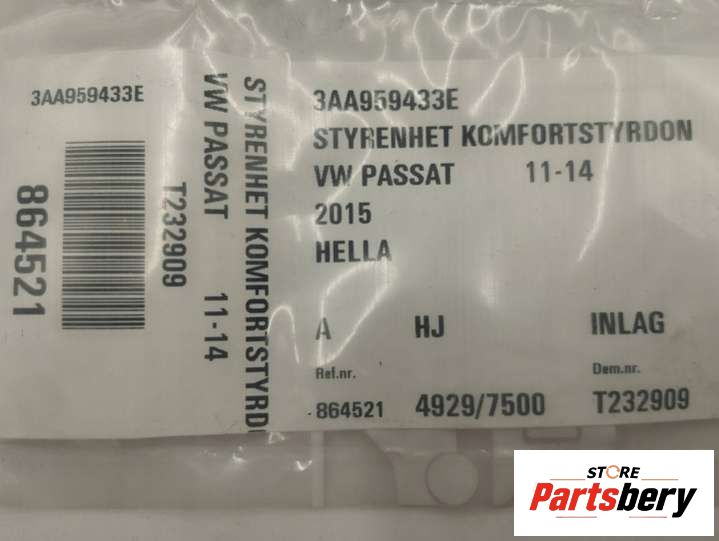 3AA959433E
864521
T232909
VW PASSAT 11-14
STYRENHET KOMFORTSTYRD
3AA959433E
STYRENHET KOMFORTSTYRDON
VW PASSAT 11-14
2015
HELLA
A HJ INLAG
Ref.nr. Dem.nr.
864521 4929/7500 T232909
STORE
Partsbery